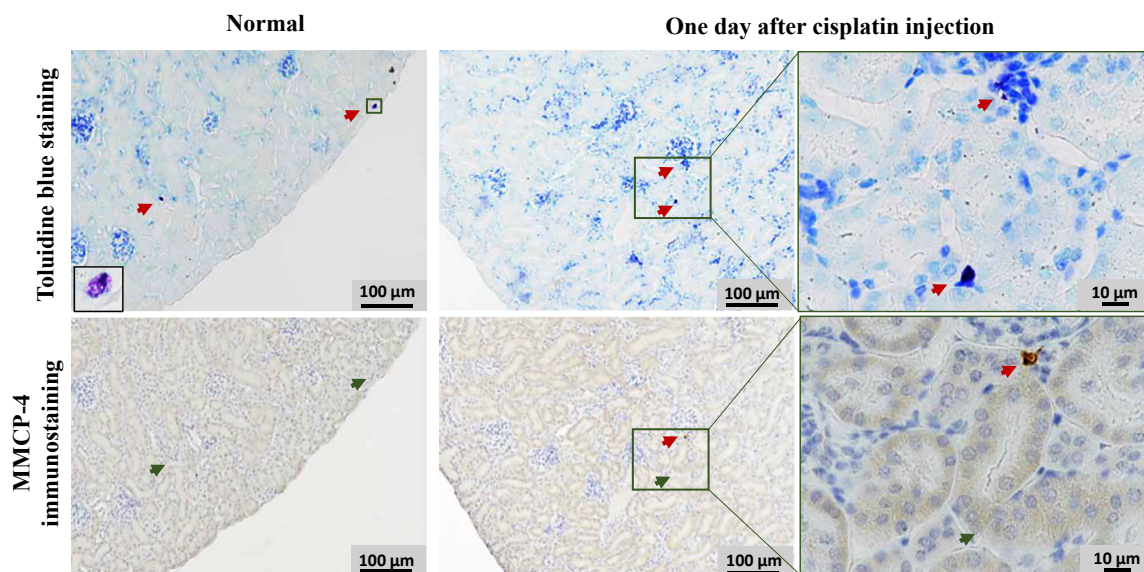 Normal
One day after cisplatin injection
Toluidine blue staining
100 µm
100 µm
10 µm
MMCP-4
immunostaining
100 µm
100 µm
10 µm